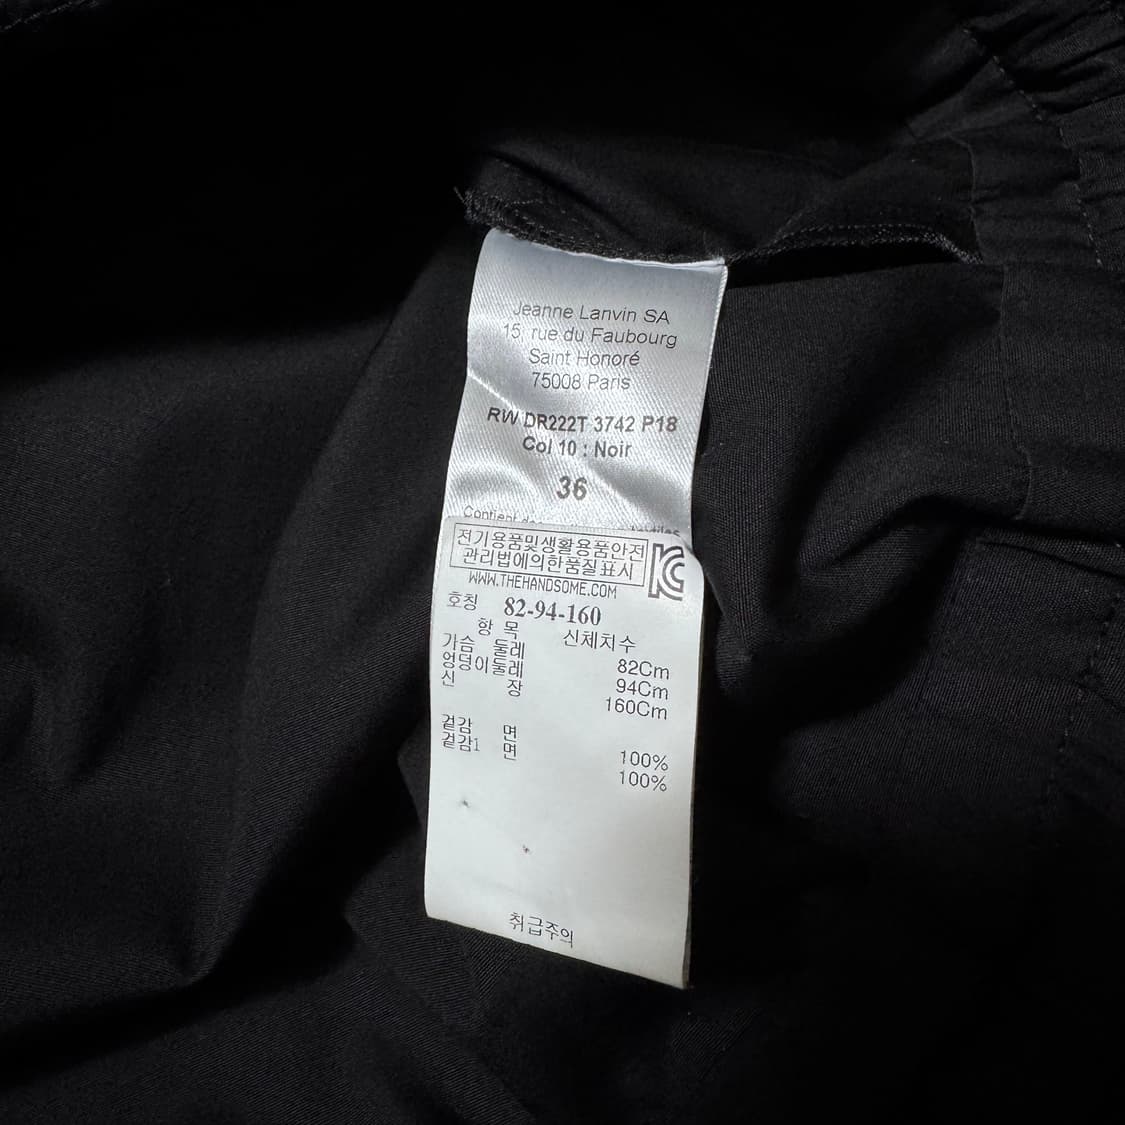 Jeanne Lanvin SA
15, rue du Faubourg
Saint Honoré
75008 Paris
RW DR222T 3742 P18
Col 10 : Noir
36
Contient
전기용품및생활용품안전
관리법에의한품질표시
KC
WWW.THEHANDSOME.COM
호칭 82-94-160
항 목 신체치수
가슴 둘레 82Cm
엉덩이둘레 94Cm
신 장 160Cm
겉감 면 100%
겉감1 면 100%
취급주의